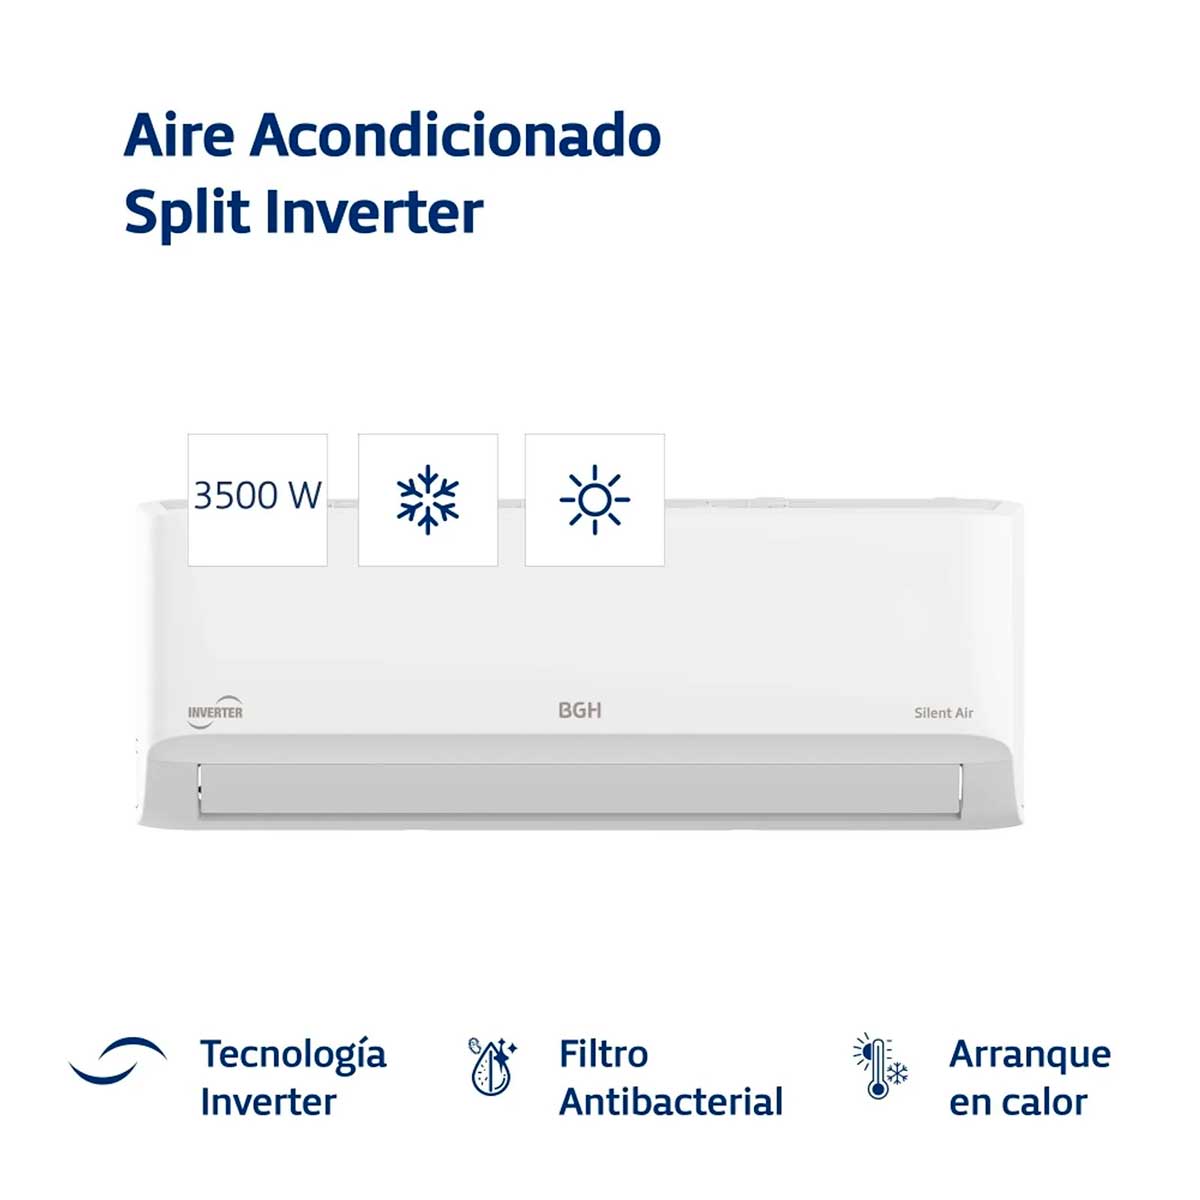 Aire Acondicionado
Split Inverter
3500 W
INVERTER
BGH
Silent Air
Tecnología
Inverter
Filtro
Antibacterial
Arranque
en calor